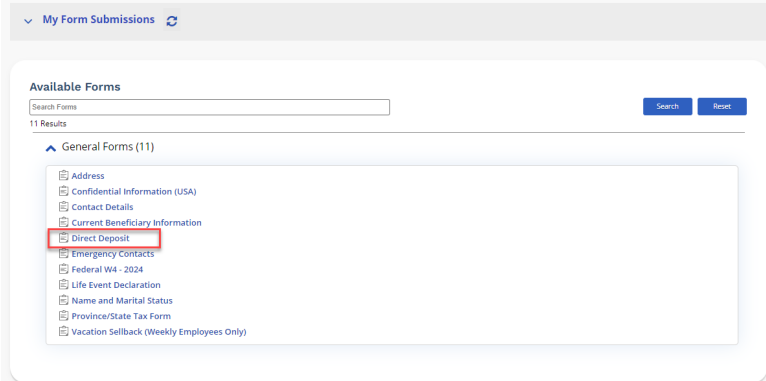 My Form Submissions
Available Forms
Search Forms
Search Reset
11 Results
General Forms (11)
Address
Confidential Information (USA)
Contact Details
Current Beneficiary Information
Direct Deposit
Emergency Contacts
Federal W4 - 2024
Life Event Declaration
Name and Marital Status
Province/State Tax Form
Vacation Sellback (Weekly Employees Only)